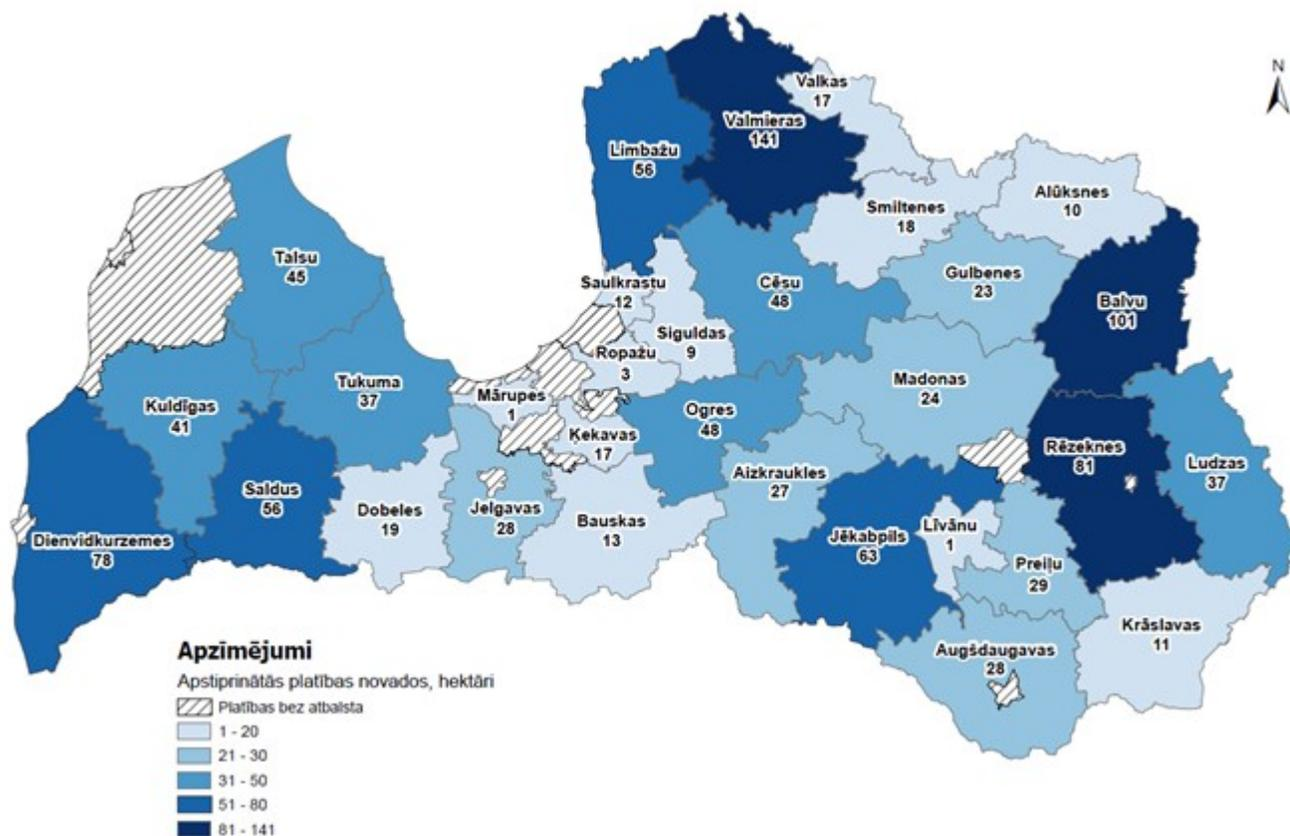 N
Valkas
17
Valmieras
141
Limbažu
56
Alūksnes
10
Smiltenes
18
Talsu
45
Saulkrastu
12
Cēsu
48
Gulbenes
23
Balvu
101
Siguldas
9
Ropažu
3
Tukuma
37
Mārupes
1
Madonas
24
Kuldīgas
41
Ogres
48
Ķekavas
17
Rēzeknes
81
Ludzas
37
Aizkraukles
27
Saldus
56
Dobeles
19
Jelgavas
28
Bauskas
13
Līvānu
1
Jēkabpils
63
Dienvidkurzemes
78
Preiļu
29
Krāslavas
11
Augšdaugavas
28
Apzīmējumi
Apstiprinātās platības novados, hektāri
Platības bez atbalsta
1 - 20
21 - 30
31 - 50
51 - 80
81 - 141